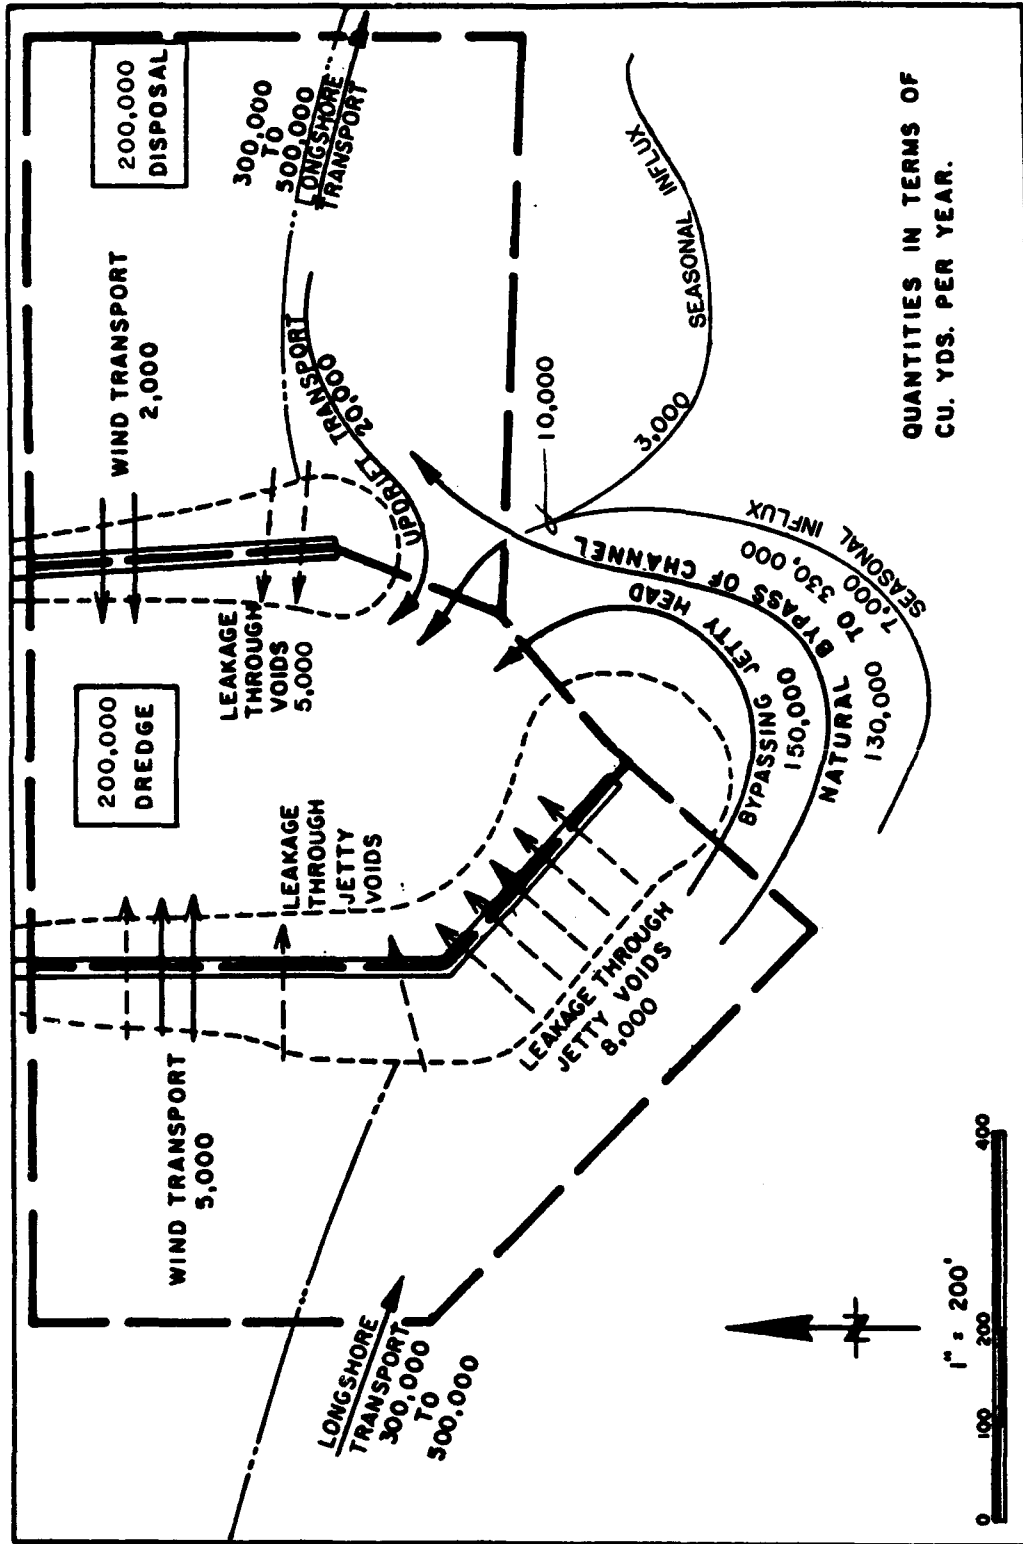 200,000
DISPOSAL
300,000
TO
500,000
LONGSHORE
TRANSPORT
WIND TRANSPORT
2,000
UPDRIFT TRANSPORT
20,000
LEAKAGE
THROUGH
VOIDS
5,000
200,000
DREDGE
LEAKAGE
THROUGH
JETTY
VOIDS
WIND TRANSPORT
5,000
LONGSHORE
TRANSPORT
300,000
TO
500,000
LEAKAGE THROUGH
JETTY VOIDS
8,000
BYPASSING JETTY HEAD
150,000
NATURAL BYPASS OF CHANNEL
130,000 TO 330,000
7,000
SEASONAL INFLUX
10,000
3,000
SEASONAL INFLUX
QUANTITIES IN TERMS OF
CU. YDS. PER YEAR.
N
1" = 200'
0 100 200 400